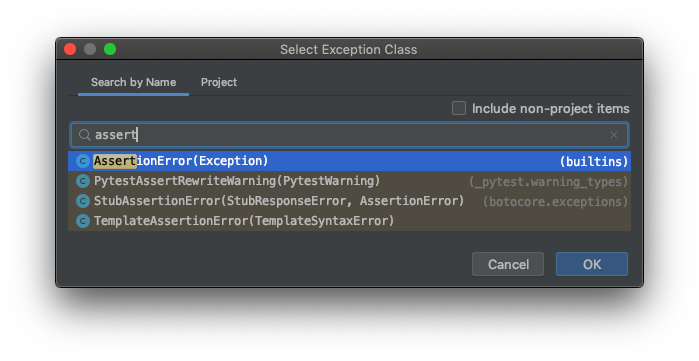 Select Exception Class
Search by Name Project
Include non-project items
assert
C AssertionError(Exception) (builtins)
C PytestAssertRewriteWarning(PytestWarning) (_pytest.warning_types)
C StubAssertionError(StubResponseError, AssertionError) (botocore.exceptions)
C TemplateAssertionError(TemplateSyntaxError)
Cancel OK